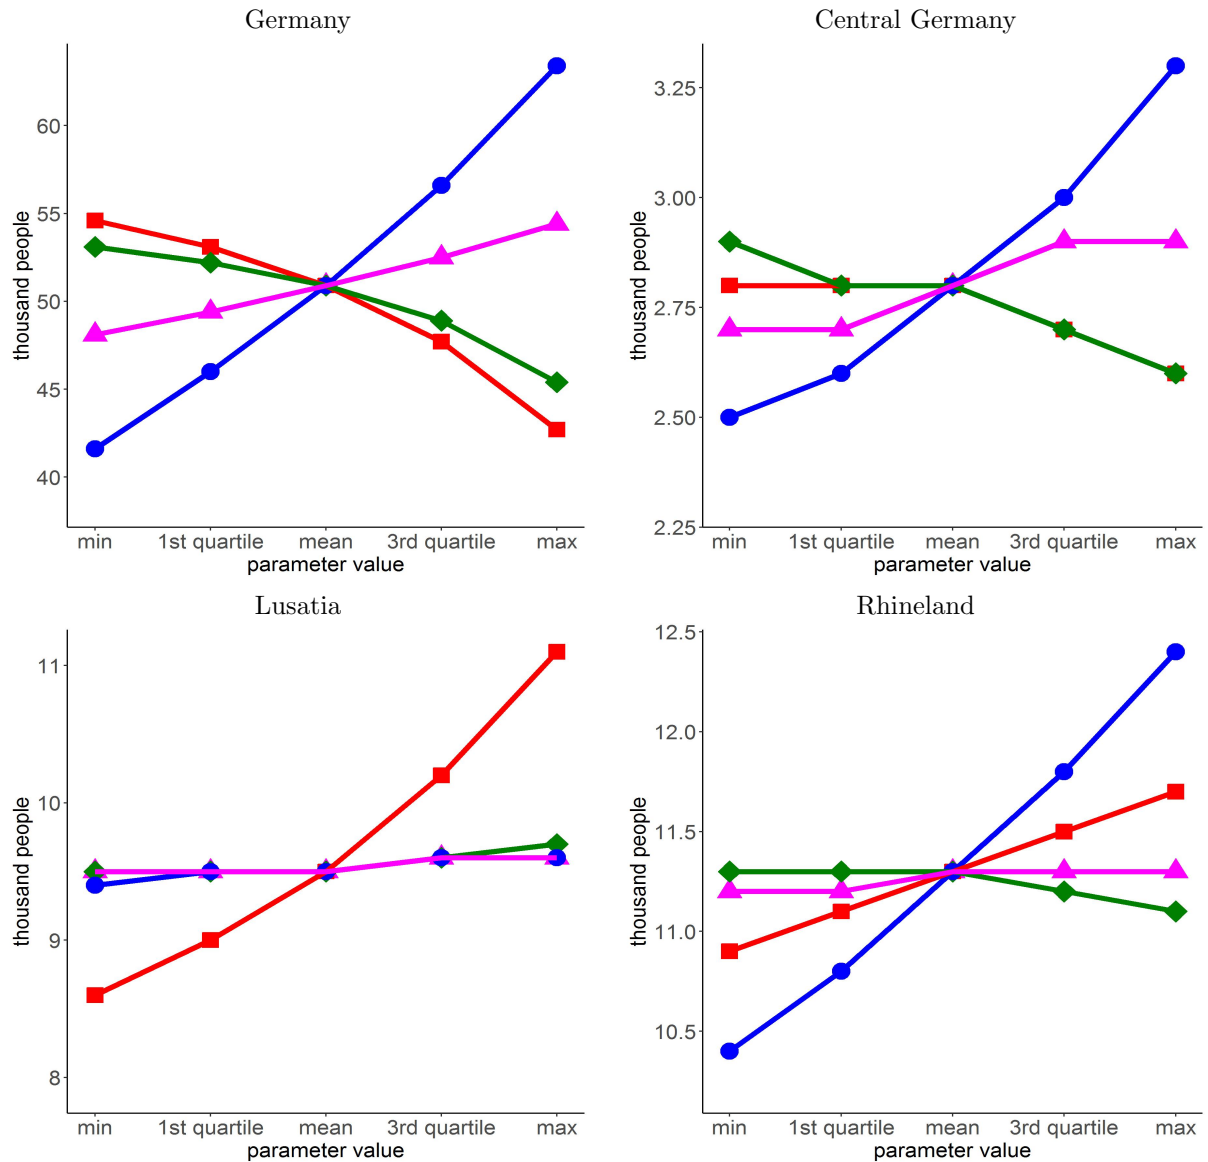 Germany
thousand people
60
55
50
45
40
min 1st quartile mean 3rd quartile max
parameter value
Central Germany
thousand people
3.25
3.00
2.75
2.50
2.25
min 1st quartile mean 3rd quartile max
parameter value
Lusatia
thousand people
11
10
9
8
min 1st quartile mean 3rd quartile max
parameter value
Rhineland
thousand people
12.5
12.0
11.5
11.0
10.5
min 1st quartile mean 3rd quartile max
parameter value